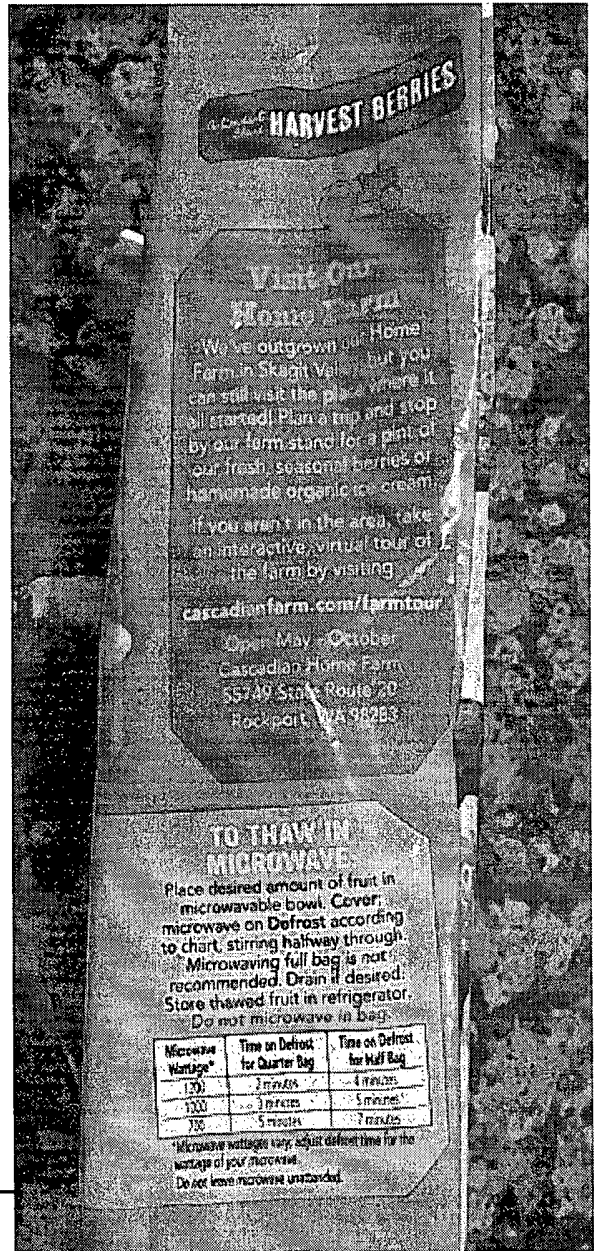 HARVEST BERRIES
Visit Our
Home Farm
We've outgrown our Home
Farm in Skagit Valley, but you
can still visit the place where it
all started! Plan a trip and stop
by our farm stand for a pint of
our fresh, seasonal berries or
homemade organic ice cream.
If you aren't in the area, take
an interactive, virtual tour of
the farm by visiting
cascadianfarm.com/farmtour
Open May - October
Cascadian Home Farm
55749 State Route 20
Rockport, WA 98283
TO THAW IN
MICROWAVE:
Place desired amount of fruit in
microwavable bowl. Cover;
microwave on Defrost according
to chart, stirring halfway through.
Microwaving full bag is not
recommended. Drain if desired.
Store thawed fruit in refrigerator.
Do not microwave in bag.
Microwave Wattage* Time on Defrost for Quarter Bag Time on Defrost for Half Bag
1200 2 minutes 4 minutes
1000 3 minutes 5 minutes
700 5 minutes 7 minutes
*Microwave wattages vary; adjust defrost time for the
wattage of your microwave.
Do not leave microwave unattended.